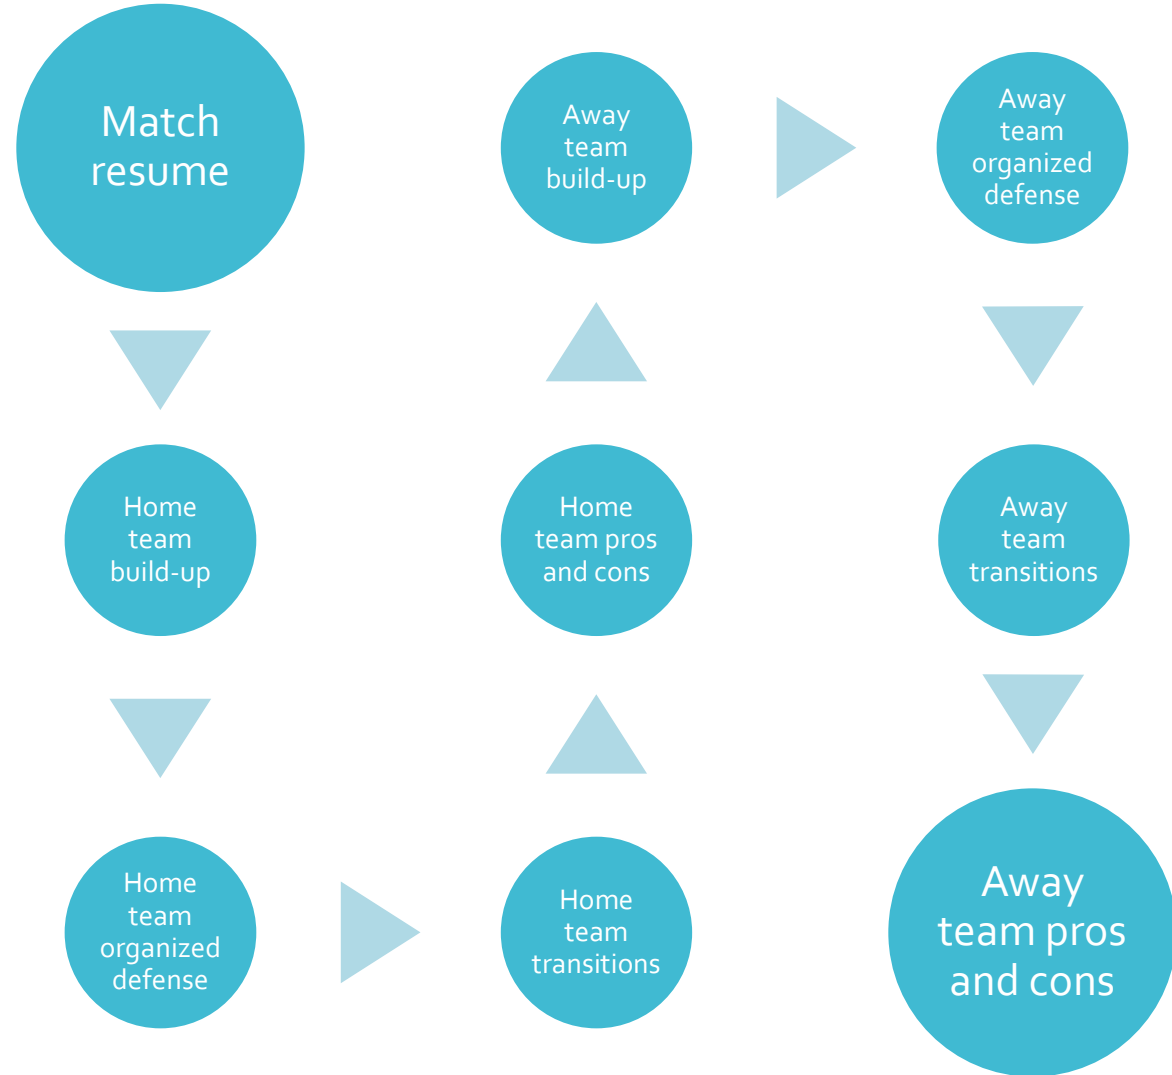 Match
resume
Home
team
build-up
Home
team
organized
defense
Home
team
transitions
Home
team pros
and cons
Away
team
build-up
Away
team
organized
defense
Away
team
transitions
Away
team pros
and cons